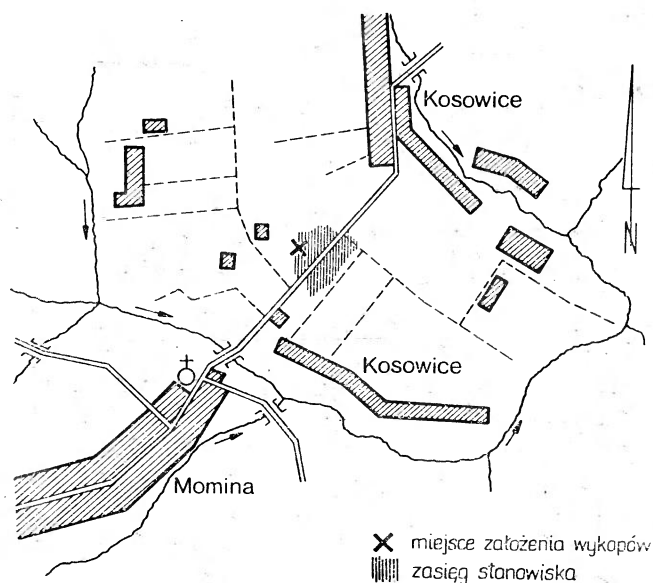 Kosowice
N
Kosowice
Momina
miejsce założenia wykopów
zasięg stanowiska